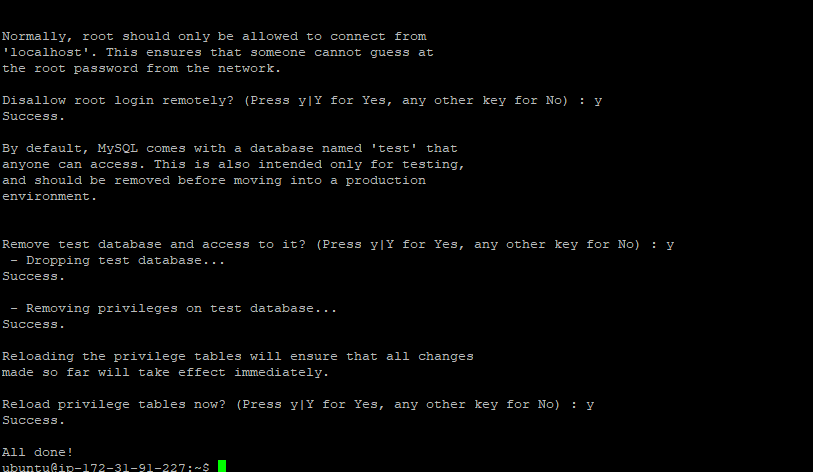 Normally, root should only be allowed to connect from
'localhost'. This ensures that someone cannot guess at
the root password from the network.
Disallow root login remotely? (Press y|Y for Yes, any other key for No) : y
Success.
By default, MySQL comes with a database named 'test' that
anyone can access. This is also intended only for testing,
and should be removed before moving into a production
environment.
Remove test database and access to it? (Press y|Y for Yes, any other key for No) : y
- Dropping test database...
Success.
- Removing privileges on test database...
Success.
Reloading the privilege tables will ensure that all changes
made so far will take effect immediately.
Reload privilege tables now? (Press y|Y for Yes, any other key for No) : y
Success.
All done!
ubuntu@ip-172-31-91-227:~$